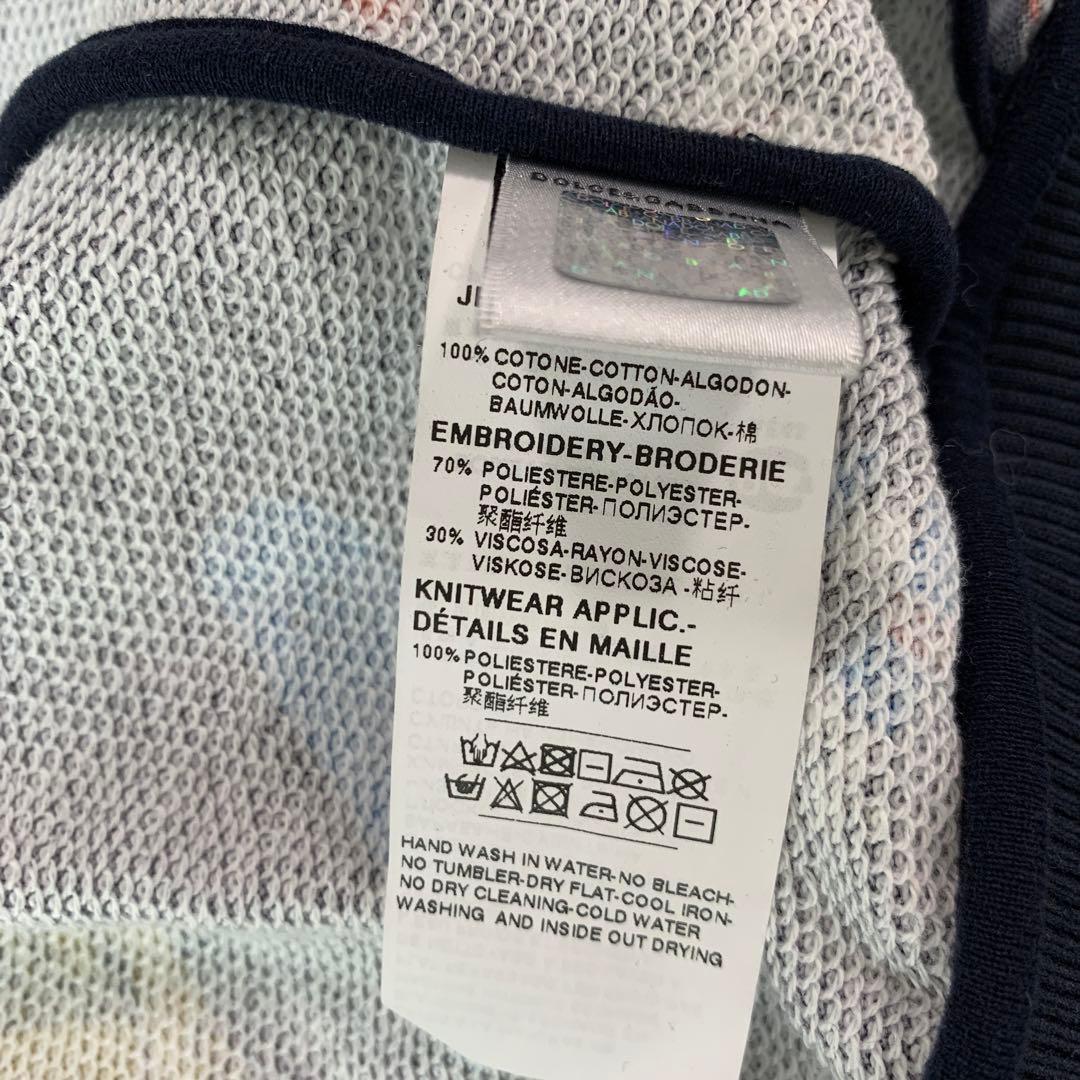 DOLCE&GABBANA
100% COTONE-COTTON-ALGODON-
COTON-ALGODÃO-
BAUMWOLLE-ХЛОПОК-棉
EMBROIDERY-BRODERIE
70% POLIESTERE-POLYESTER-
POLIÉSTER-ПОЛИЭСТЕР-
聚酯纤维
30% VISCOSA-RAYON-VISCOSE-
VISKOSE-ВИСКОЗА -粘纤
KNITWEAR APPLIC.-
DÉTAILS EN MAILLE
100% POLIESTERE-POLYESTER-
POLIÉSTER-ПОЛИЭСТЕР-
聚酯纤维
HAND WASH IN WATER-NO BLEACH-
NO TUMBLER-DRY FLAT-COOL IRON-
NO DRY CLEANING-COLD WATER
WASHING AND INSIDE OUT DRYING